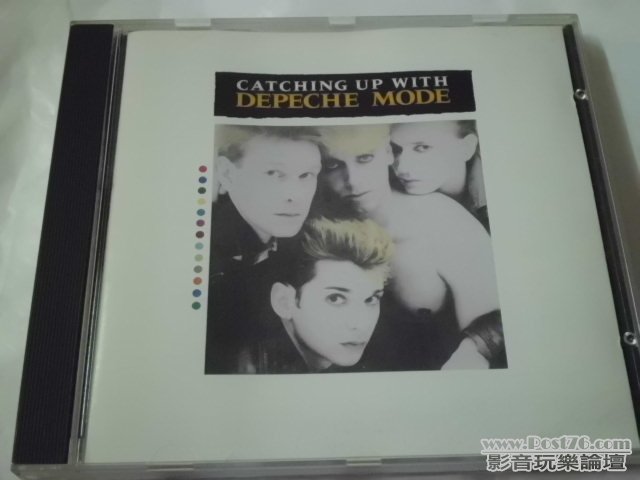 CATCHING UP WITH
DEPECHE MODE
www.Post76.com
影音玩樂論壇